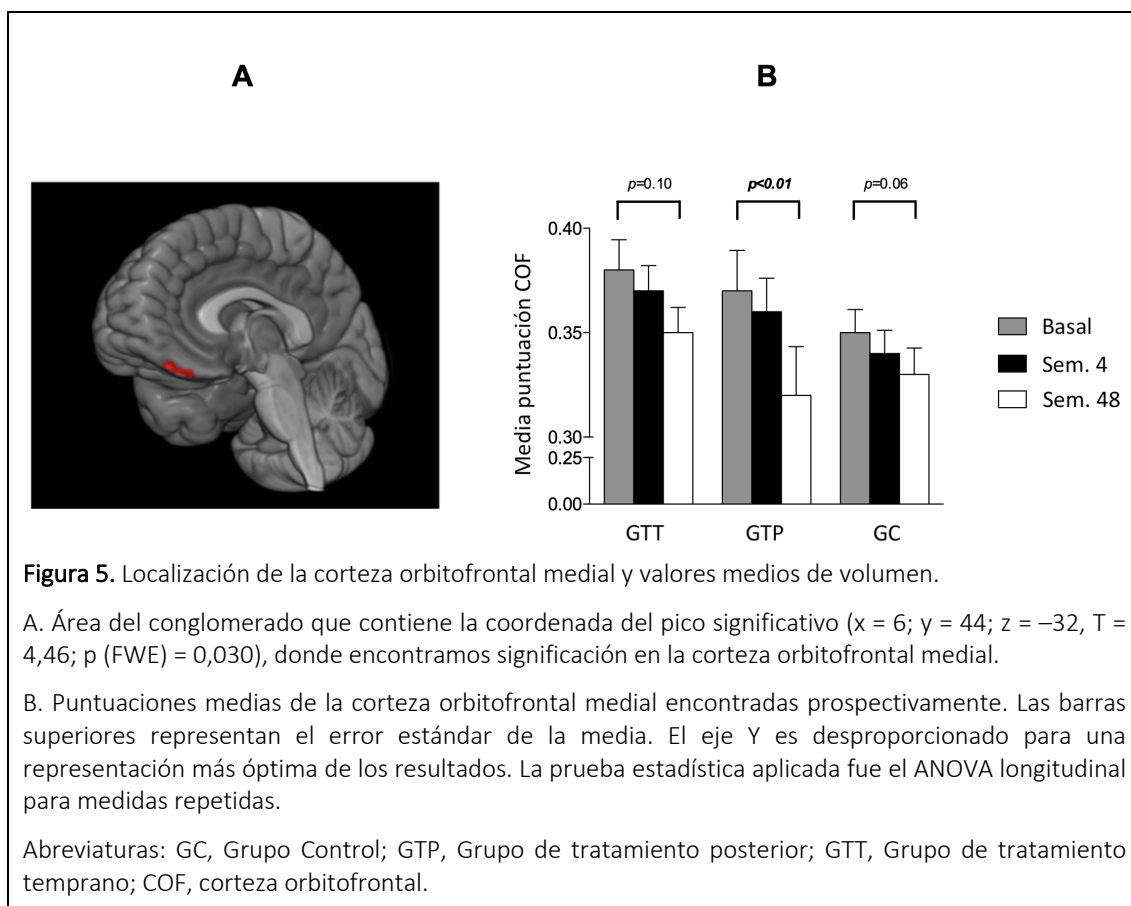 A
B
p=0.10
p<0.01
p=0.06
0.40
0.35
0.30
0.25
0.00
Media puntuación COF
GTT
GTP
GC
Basal
Sem. 4
Sem. 48
Figura 5. Localización de la corteza orbitofrontal medial y valores medios de volumen.
A. Área del conglomerado que contiene la coordenada del pico significativo (x = 6; y = 44; z = –32, T =
4,46; p (FWE) = 0,030), donde encontramos significación en la corteza orbitofrontal medial.
B. Puntuaciones medias de la corteza orbitofrontal medial encontradas prospectivamente. Las barras
superiores representan el error estándar de la media. El eje Y es desproporcionado para una
representación más óptima de los resultados. La prueba estadística aplicada fue el ANOVA longitudinal
para medidas repetidas.
Abreviaturas: GC, Grupo Control; GTP, Grupo de tratamiento posterior; GTT, Grupo de tratamiento
temprano; COF, corteza orbitofrontal.